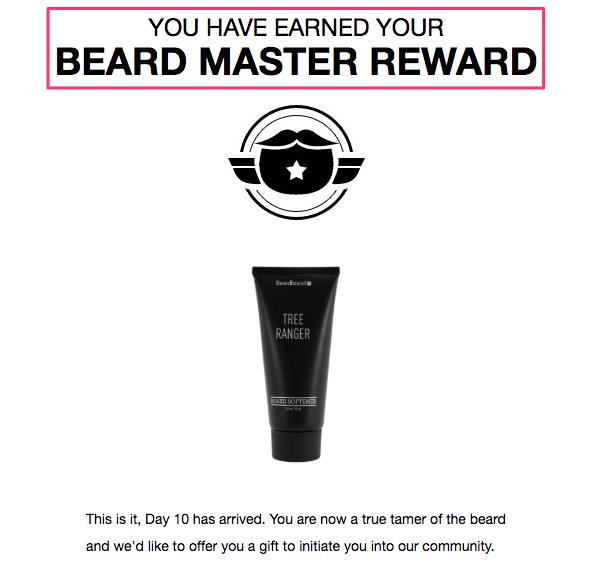 YOU HAVE EARNED YOUR
BEARD MASTER REWARD
Beardbrand
TREE
RANGER
BEARD SOFTENER
This is it, Day 10 has arrived. You are now a true tamer of the beard
and we'd like to offer you a gift to initiate you into our community.